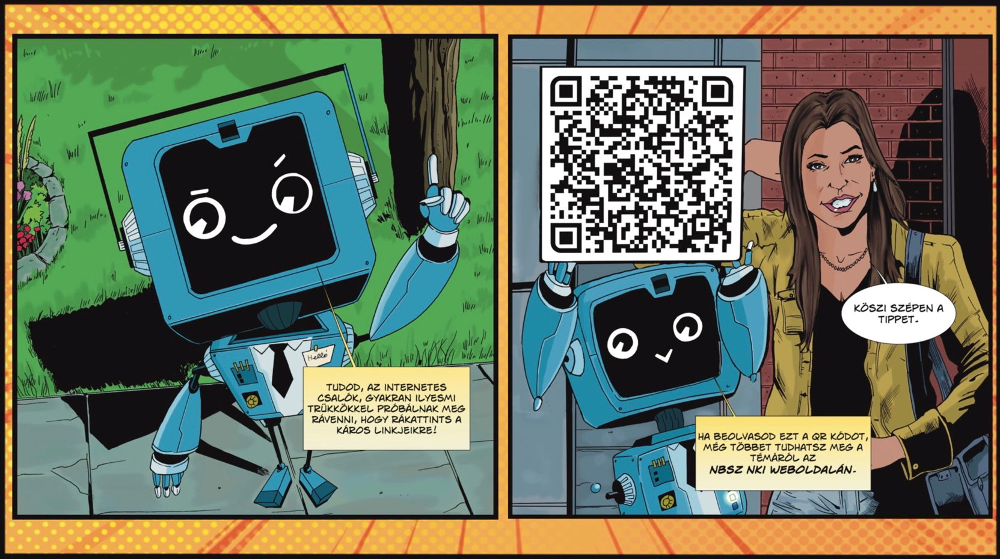 Helló
TUDOD, AZ INTERNETES
CSALÓK, GYAKRAN ILYESMI
TRÜKKÖKKEL PRÓBÁLNAK MEG
RÁVENNI, HOGY RÁKATTINTS A
KÁROS LINKJEIKRE!
KÖSZI SZÉPEN A
TIPPET.
HA BEOLVASOD EZT A QR KÓDOT,
MÉG TÖBBET TUDHATSZ MEG A
TÉMÁRÓL AZ
NBSZ NKI WEBOLDALÁN.